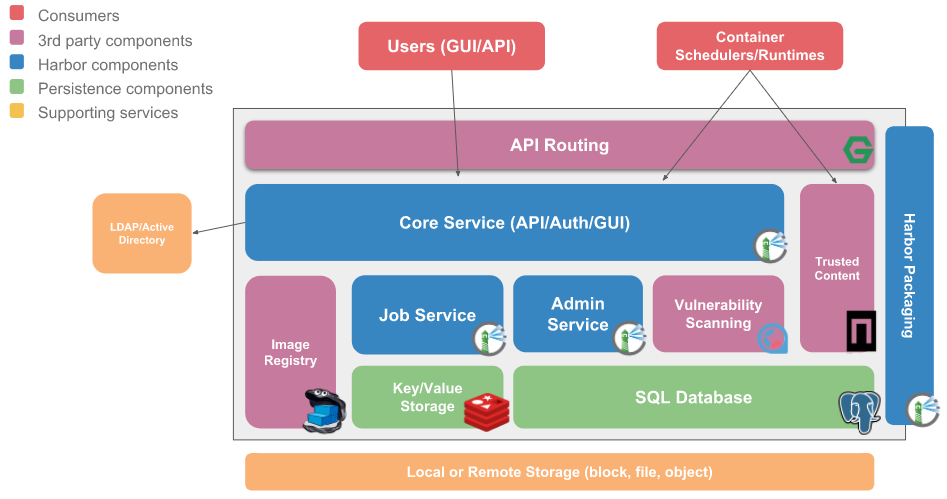 Consumers
3rd party components
Harbor components
Persistence components
Supporting services
Users (GUI/API)
Container
Schedulers/Runtimes
API Routing
Core Service (API/Auth/GUI)
LDAP/Active
Directory
Trusted
Content
Harbor Packaging
Image
Registry
Job Service
Admin
Service
Vulnerability
Scanning
Key/Value
Storage
SQL Database
Local or Remote Storage (block, file, object)